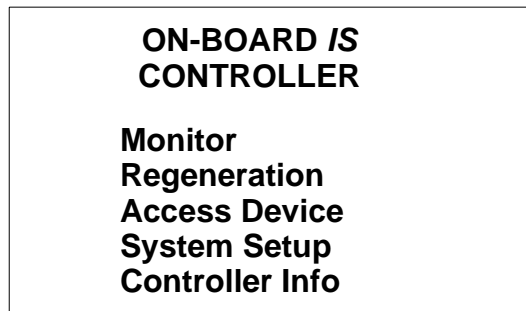 ON-BOARD IS
CONTROLLER
Monitor
Regeneration
Access Device
System Setup
Controller Info